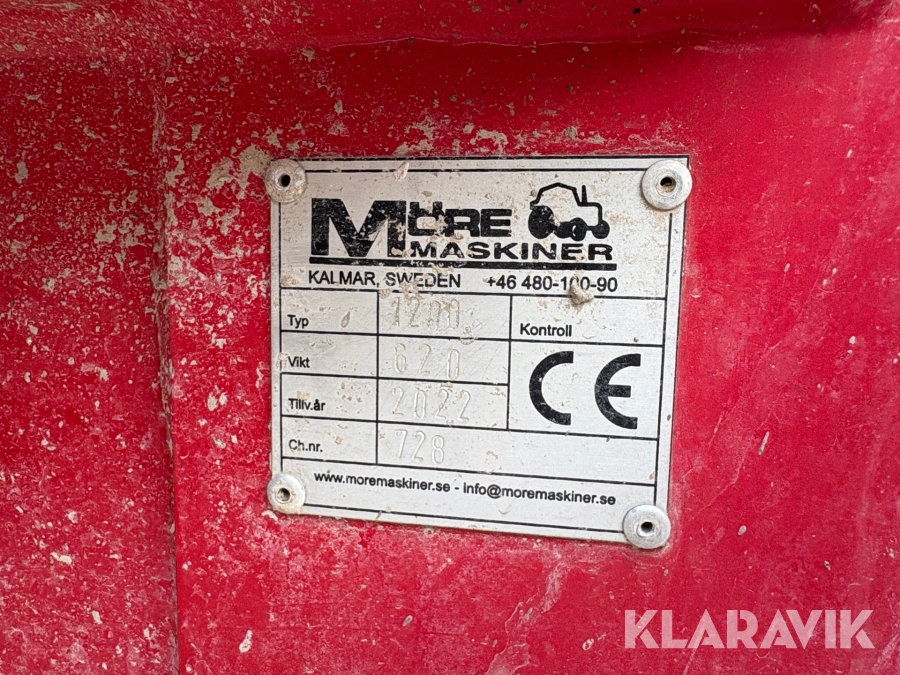 MÖRE
MASKINER
KALMAR, SWEDEN +46 480-100-90
Typ 1200 Kontroll
Vikt 620 CE
Tillv.år 2022
Ch.nr. 728
www.moremaskiner.se - info@moremaskiner.se
KLARAVIK